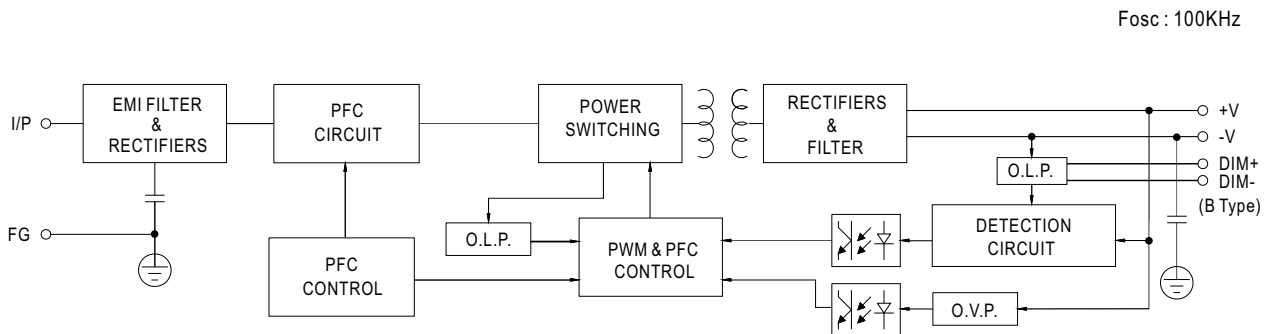 Fosc : 100KHz
I/P
EMI FILTER
&
RECTIFIERS
PFC
CIRCUIT
POWER
SWITCHING
RECTIFIERS
&
FILTER
+V
-V
DIM+
DIM-
(B Type)
O.L.P.
FG
O.L.P.
PFC
CONTROL
PWM & PFC
CONTROL
DETECTION
CIRCUIT
O.V.P.